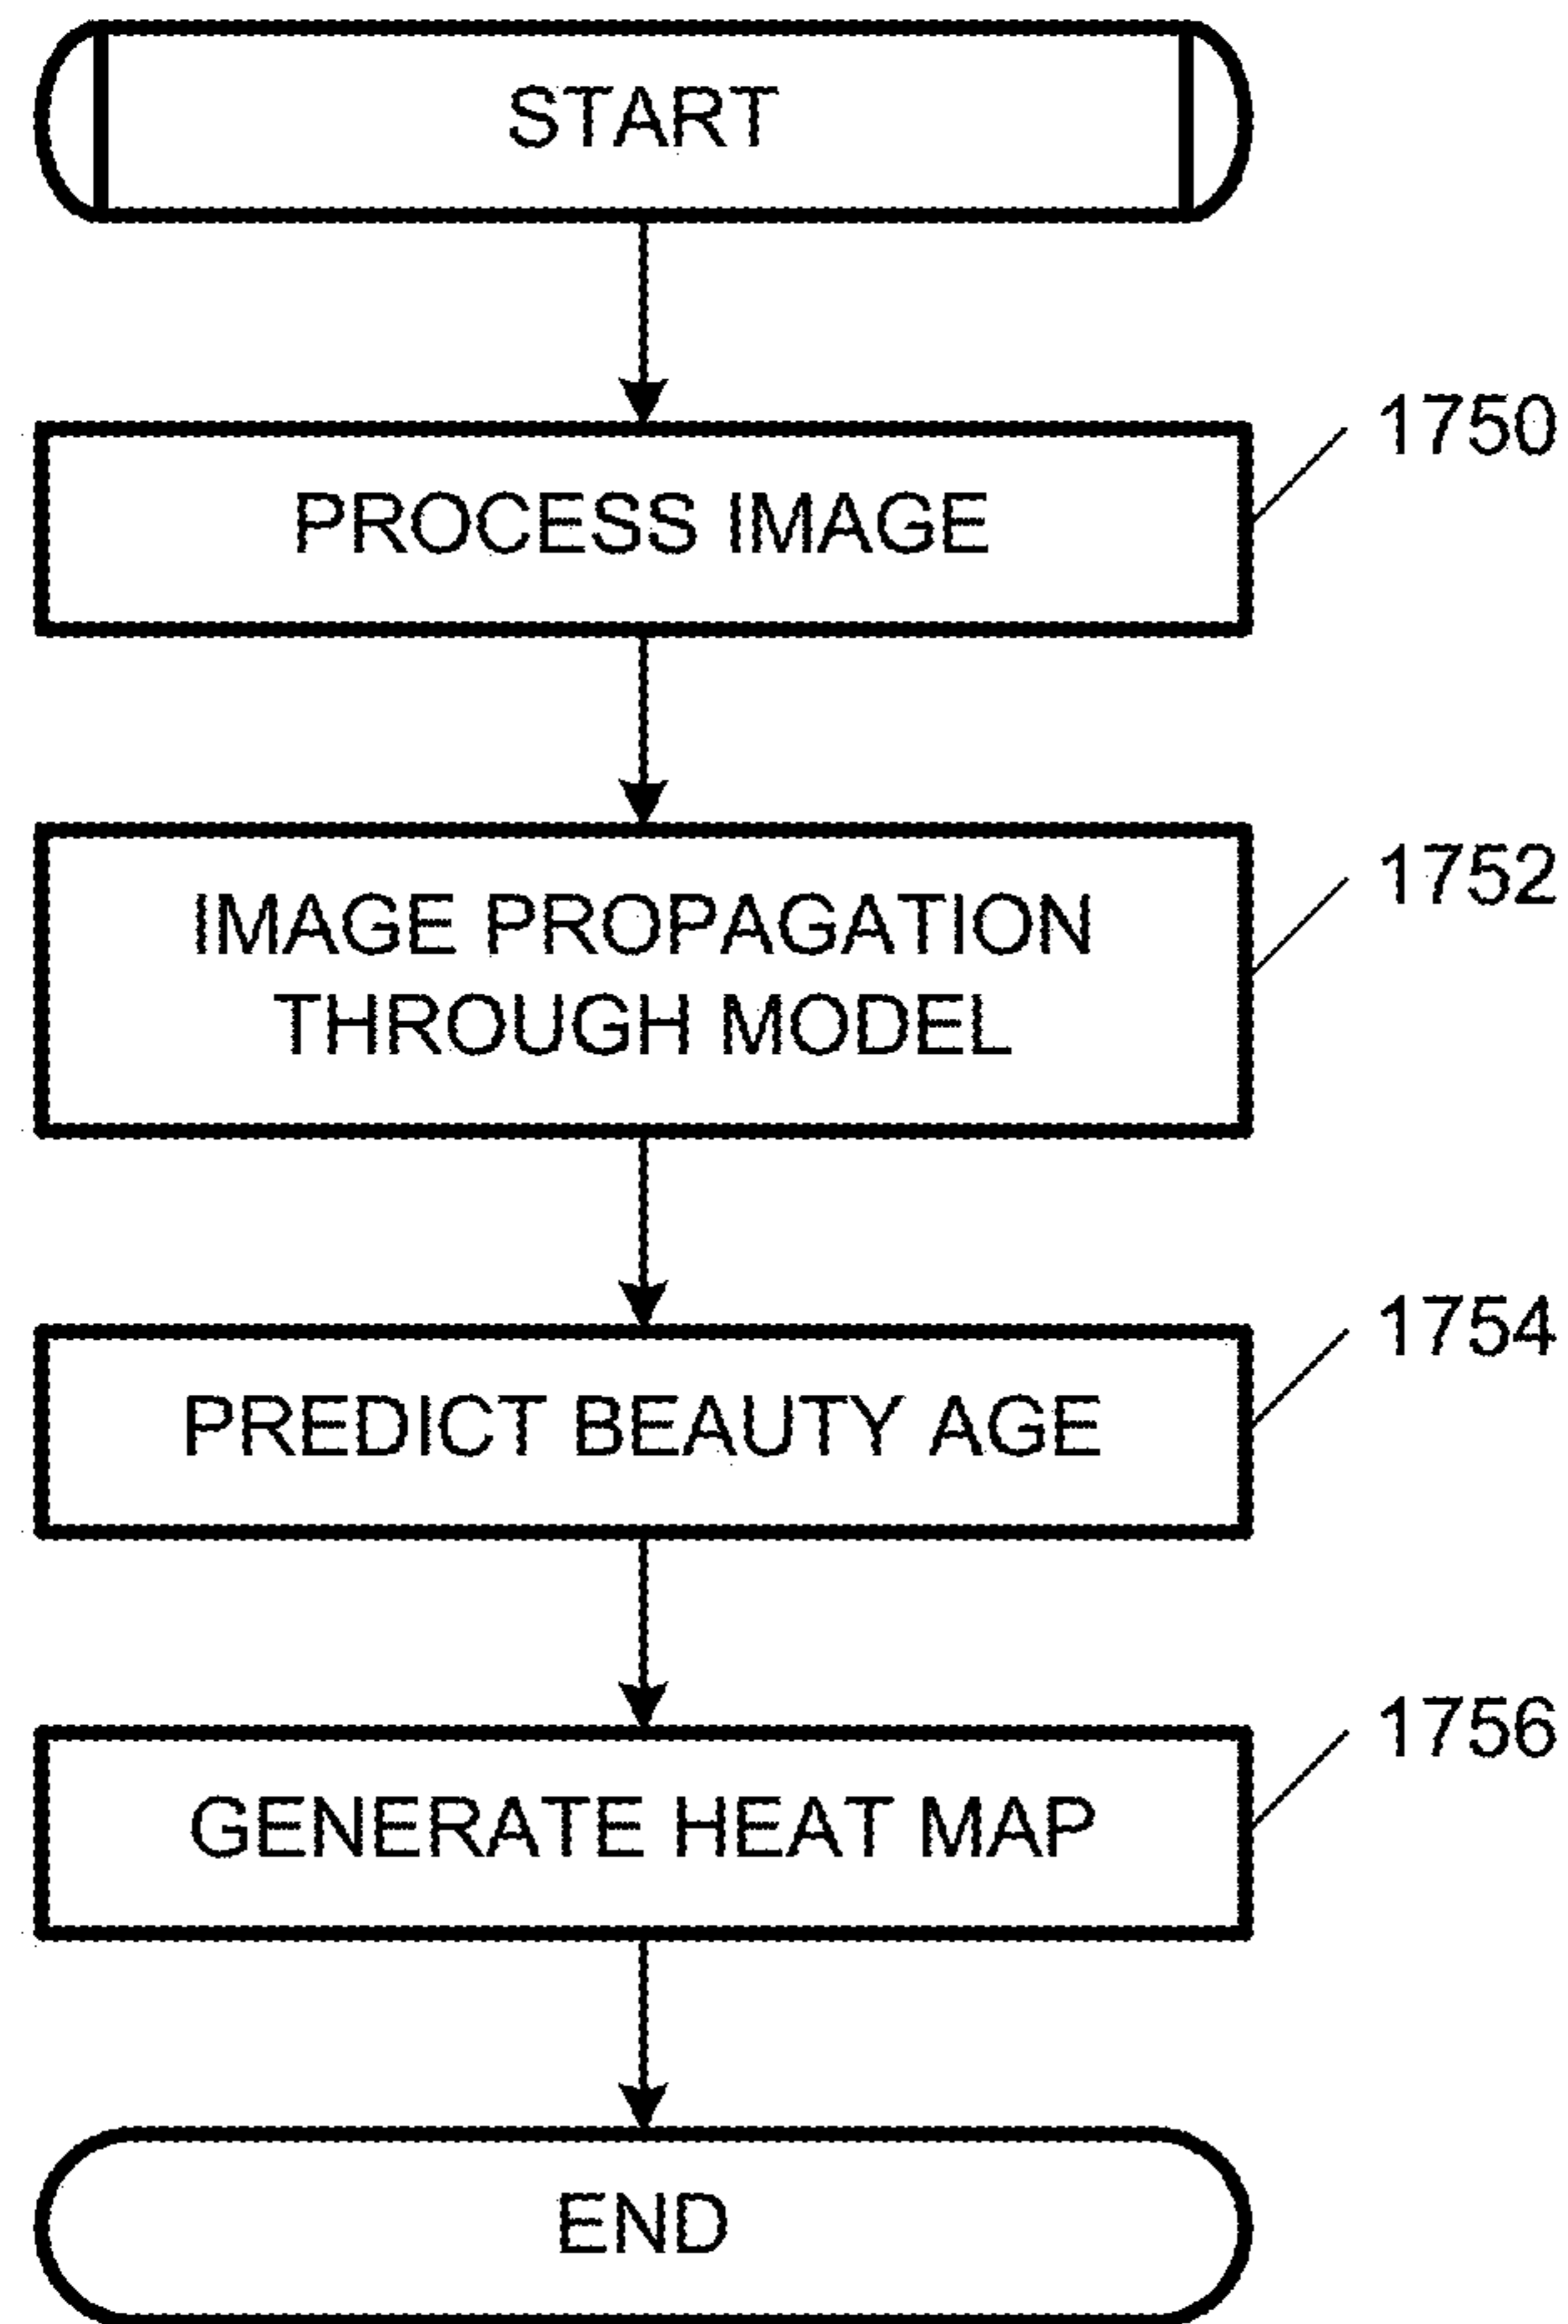 START
1750
PROCESS IMAGE
1752
IMAGE PROPAGATION
THROUGH MODEL
1754
PREDICT BEAUTY AGE
1756
GENERATE HEAT MAP
END